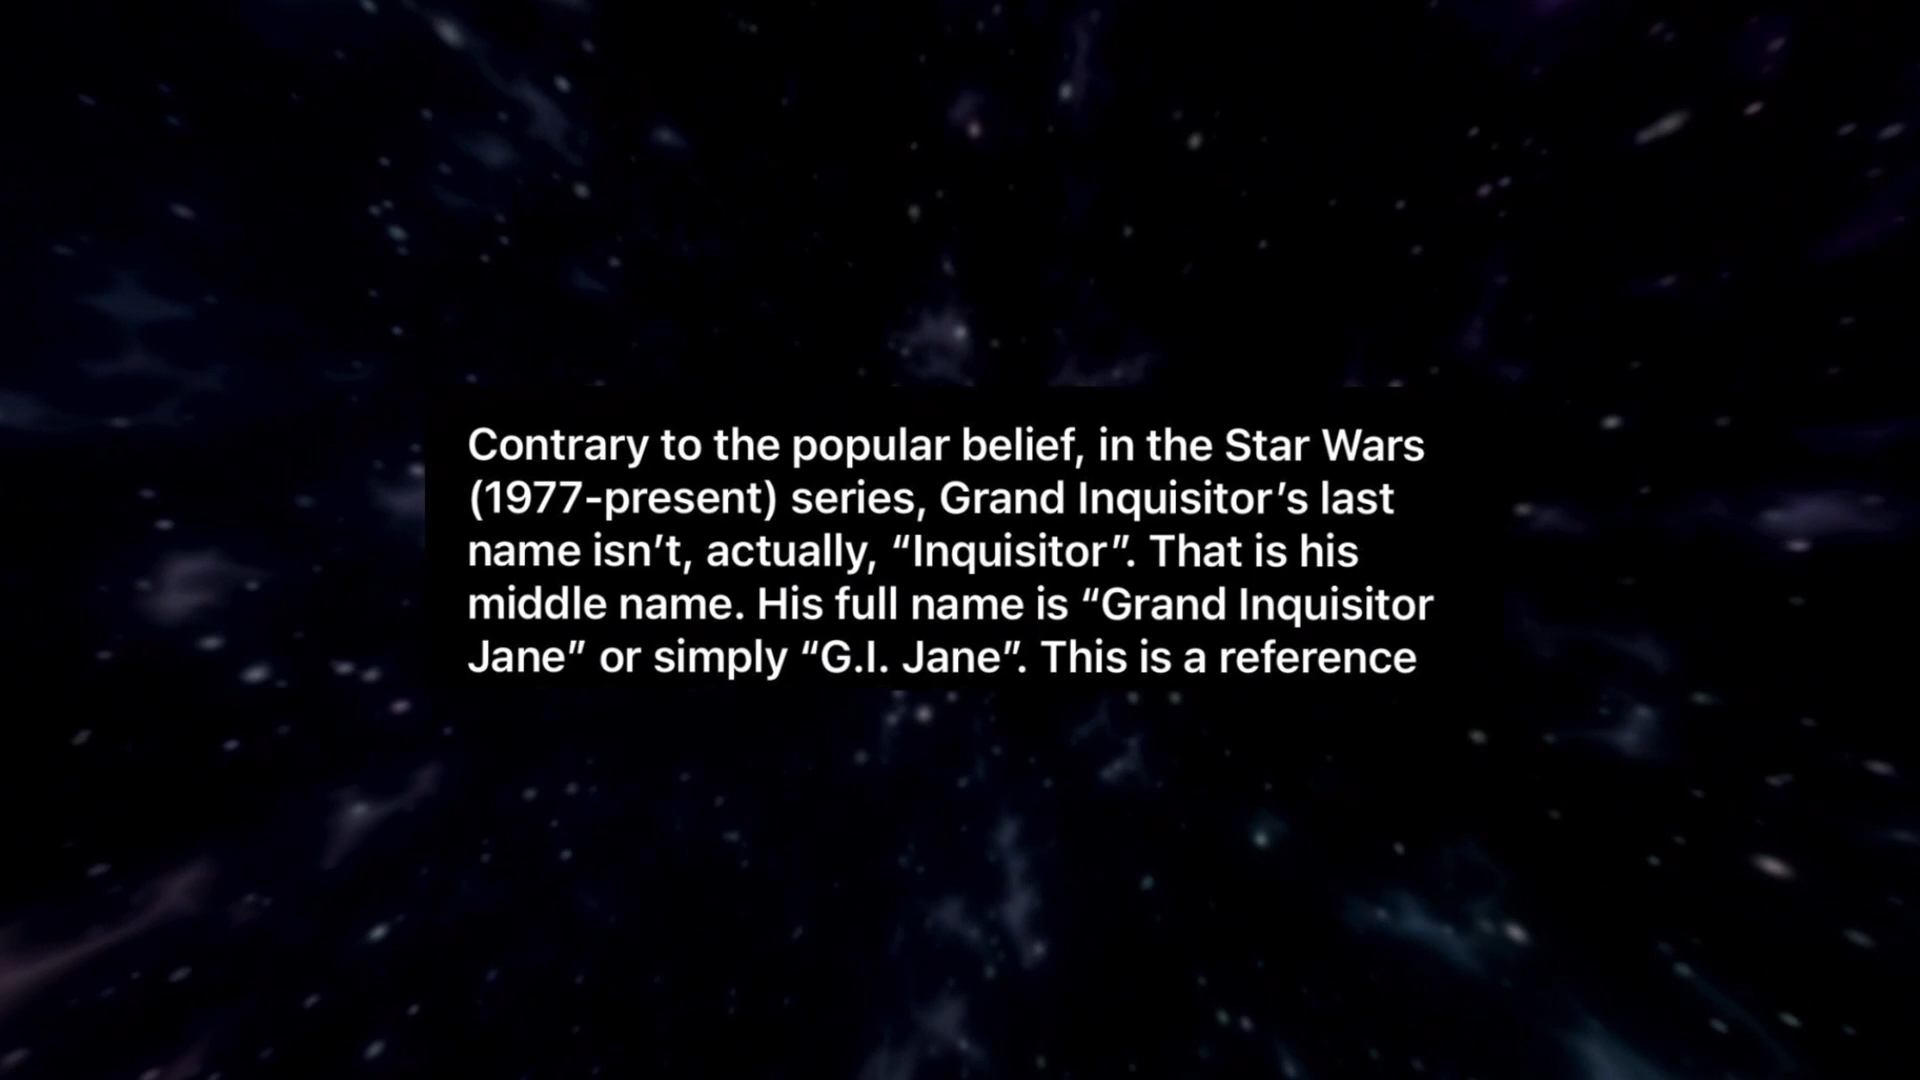 Contrary to the popular belief, in the Star Wars
(1977-present) series, Grand Inquisitor’s last
name isn’t, actually, “Inquisitor”. That is his
middle name. His full name is “Grand Inquisitor
Jane” or simply “G.I. Jane”. This is a reference